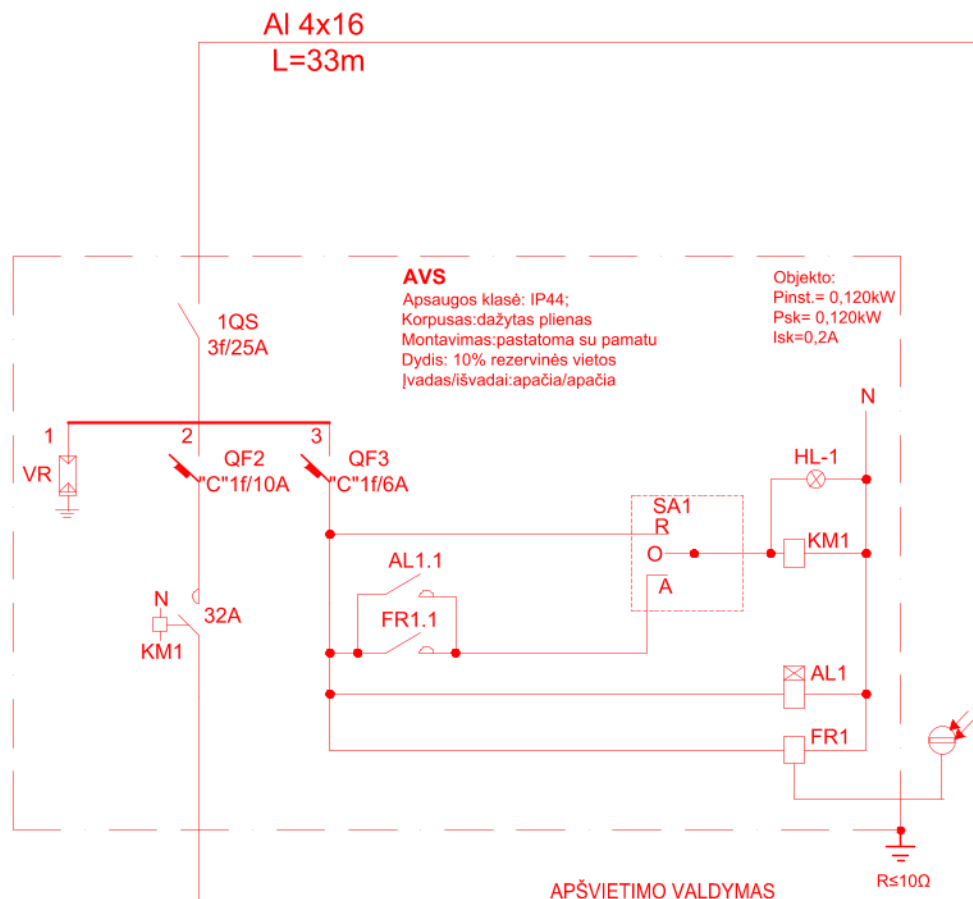 Al 4x16
L=33m
AVS
Apsaugos klasė: IP44;
Korpusas:dažytas plienas
Montavimas:pastatoma su pamatu
Dydis: 10% rezervinės vietos
Įvadas/išvadai:apačia/apačia
Objekto:
Pinst.= 0,120kW
Psk= 0,120kW
Isk=0,2A
1QS
3f/25A
1
2
3
VR
QF2
"C"1f/10A
QF3
"C"1f/6A
N
HL-1
SA1
R
O
A
KM1
AL1.1
FR1.1
N
32A
KM1
AL1
FR1
R≤10Ω
APŠVIETIMO VALDYMAS